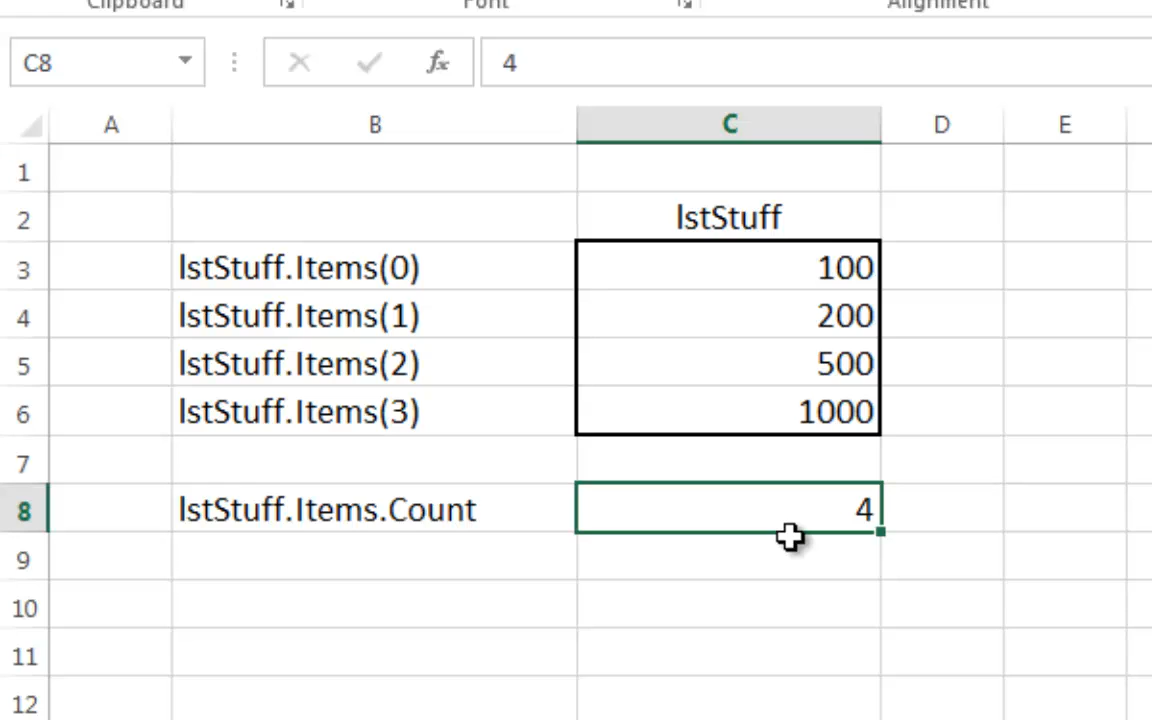 Clipboard Font Alignment
C8 fx 4
A B C D E
1
2 lstStuff
3 lstStuff.Items(0) 100
4 lstStuff.Items(1) 200
5 lstStuff.Items(2) 500
6 lstStuff.Items(3) 1000
7
8 lstStuff.Items.Count 4
9
10
11
12